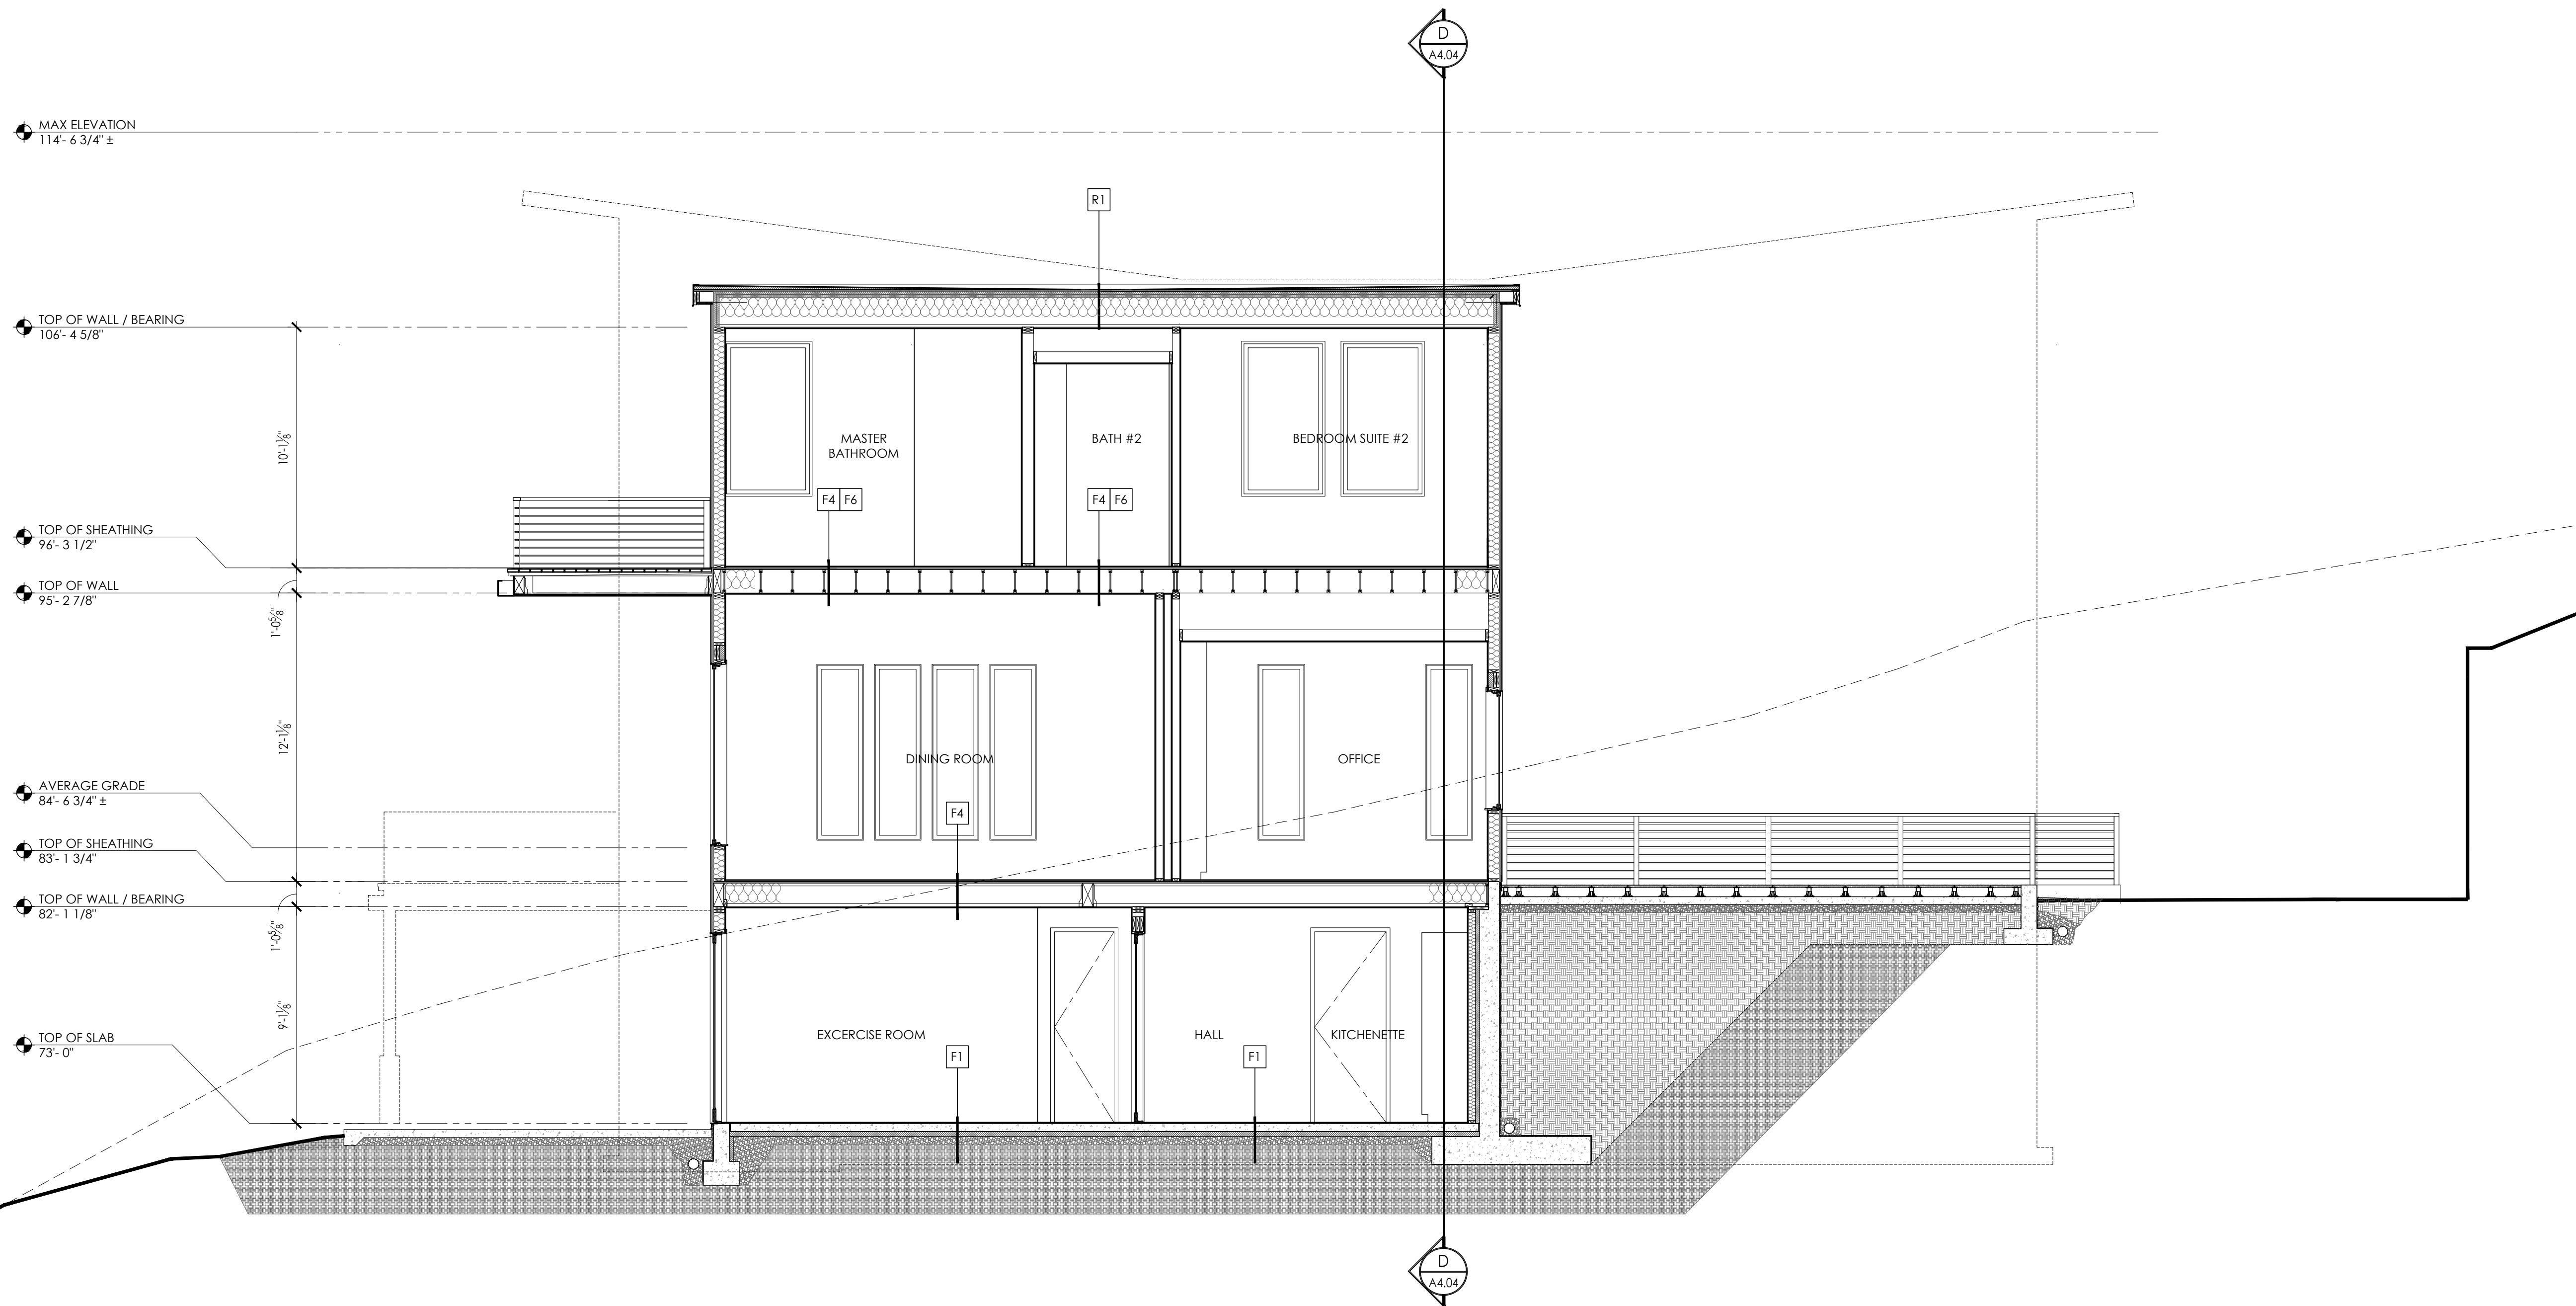 D
A4.04
MAX ELEVATION
114'- 6 3/4" ±
R1
TOP OF WALL / BEARING
106'- 4 5/8"
10'-1⅛"
MASTER
BATHROOM
BATH #2
BEDROOM SUITE #2
F4 F6
F4 F6
TOP OF SHEATHING
96'- 3 1/2"
TOP OF WALL
95'- 2 7/8"
1'-0⅝"
12'-1⅛"
DINING ROOM
OFFICE
AVERAGE GRADE
84'- 6 3/4" ±
F4
TOP OF SHEATHING
83'- 1 3/4"
TOP OF WALL / BEARING
82'- 1 1/8"
1'-0⅝"
9'-1⅛"
EXCERCISE ROOM
HALL
KITCHENETTE
TOP OF SLAB
73'- 0"
F1
F1
D
A4.04